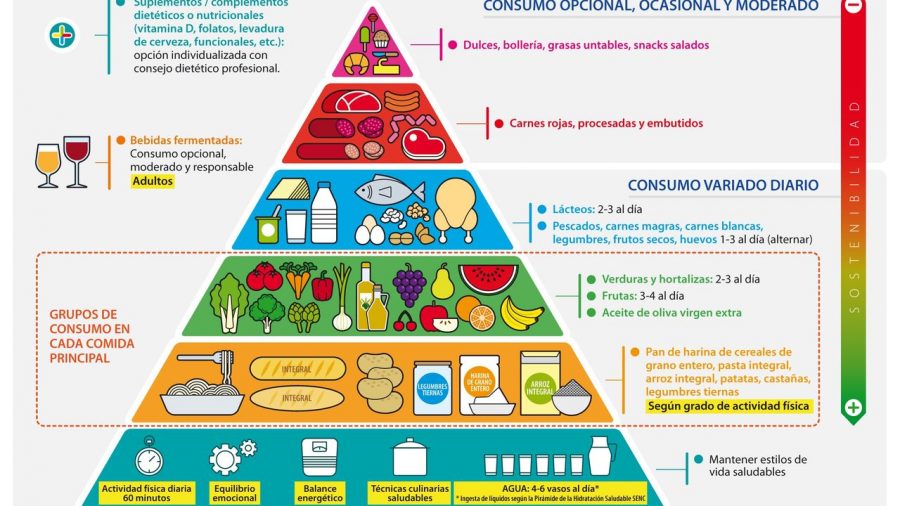 Suplementos / complementos
dietéticos o nutricionales
(vitamina D, folatos, levadura
de cerveza, funcionales, etc.):
opción individualizada con
consejo dietético profesional.
CONSUMO OPCIONAL, OCASIONAL Y MODERADO
Dulces, bollería, grasas untables, snacks salados
Carnes rojas, procesadas y embutidos
Bebidas fermentadas:
Consumo opcional,
moderado y responsable
Adultos
CONSUMO VARIADO DIARIO
Lácteos: 2-3 al día
Pescados, carnes magras, carnes blancas,
legumbres, frutos secos, huevos 1-3 al día (alternar)
SOSTENIBILIDAD
GRUPOS DE
CONSUMO EN
CADA COMIDA
PRINCIPAL
Verduras y hortalizas: 2-3 al día
Frutas: 3-4 al día
Aceite de oliva virgen extra
INTEGRAL
INTEGRAL
LEGUMBRES
TIERNAS
HARINA
DE GRANO
ENTERO
ARROZ
INTEGRAL
Pan de harina de cereales de
grano entero, pasta integral,
arroz integral, patatas, castañas,
legumbres tiernas
Según grado de actividad física
Actividad física diaria
60 minutos
Equilibrio
emocional
Balance
energético
Técnicas culinarias
saludables
AGUA: 4-6 vasos al día*
* Ingesta de líquidos según la Pirámide de la Hidratación Saludable SENC
Mantener estilos de
vida saludables